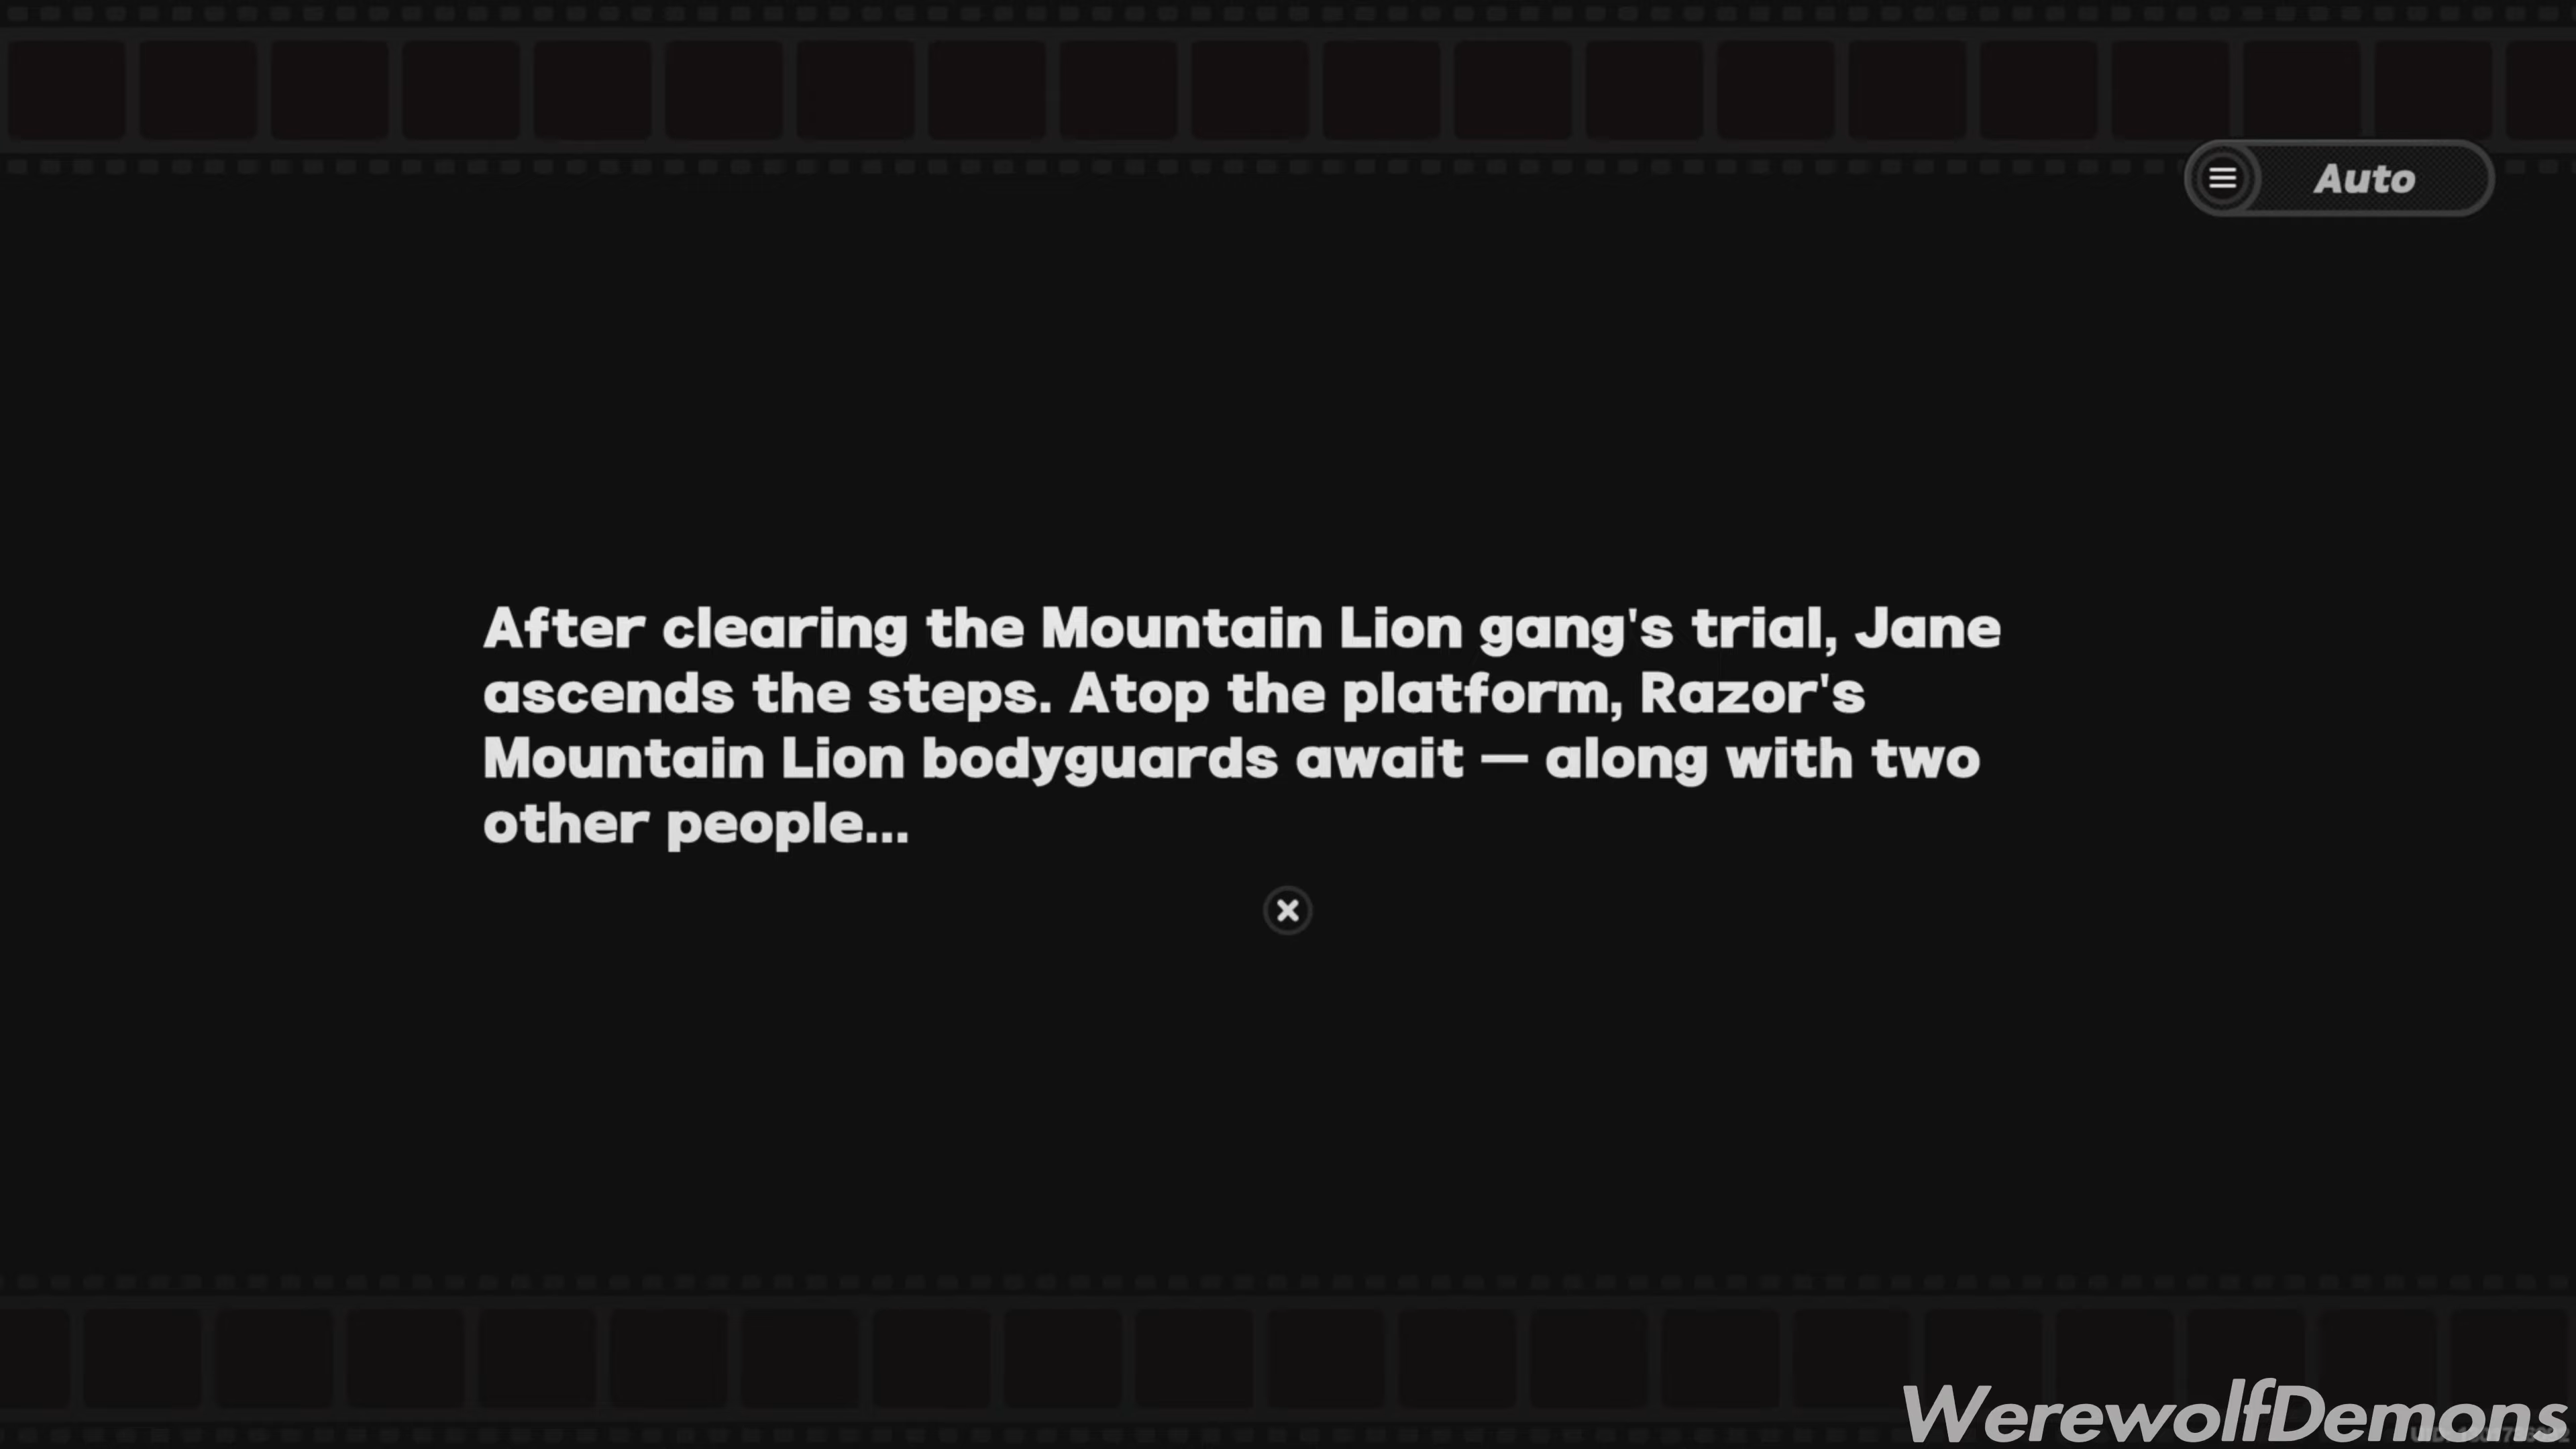 Auto
After clearing the Mountain Lion gang's trial, Jane
ascends the steps. Atop the platform, Razor's
Mountain Lion bodyguards await — along with two
other people...
WerewolfDemons